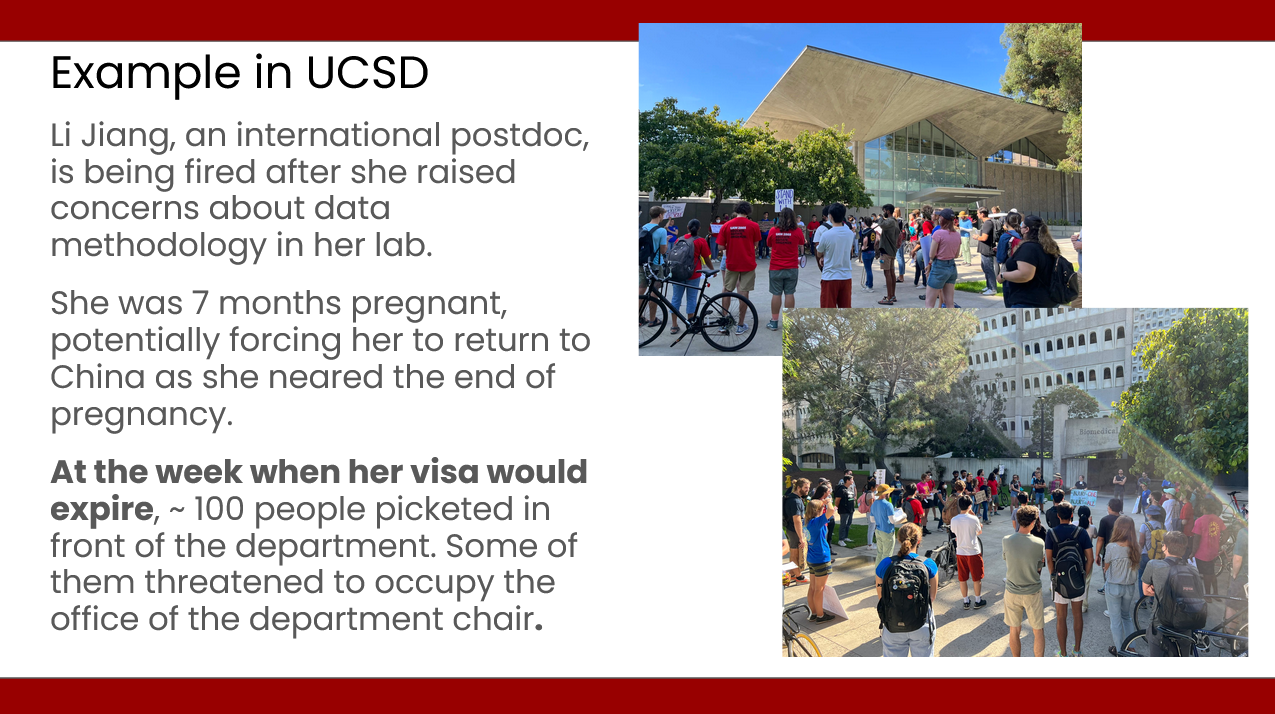 Example in UCSD
Li Jiang, an international postdoc,
is being fired after she raised
concerns about data
methodology in her lab.
She was 7 months pregnant,
potentially forcing her to return to
China as she neared the end of
pregnancy.
At the week when her visa would
expire, ~ 100 people picketed in
front of the department. Some of
them threatened to occupy the
office of the department chair.
STAND
WITH
Biomedical